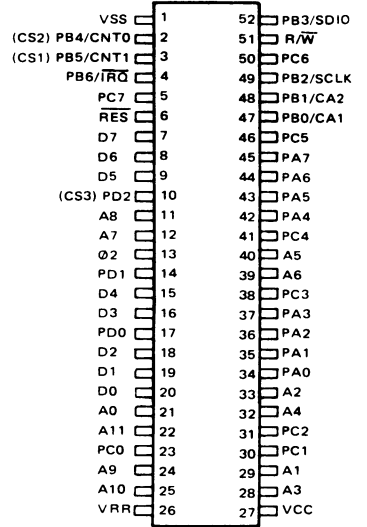 VSS 1 52 PB3/SDIO
(CS2) PB4/CNT0 2 51 R/W̅
(CS1) PB5/CNT1 3 50 PC6
PB6/I̅R̅Q̅ 4 49 PB2/SCLK
PC7 5 48 PB1/CA2
R̅E̅S̅ 6 47 PB0/CA1
D7 7 46 PC5
D6 8 45 PA7
D5 9 44 PA6
(CS3) PD2 10 43 PA5
A8 11 42 PA4
A7 12 41 PC4
Ø2 13 40 A5
PD1 14 39 A6
D4 15 38 PC3
D3 16 37 PA3
PD0 17 36 PA2
D2 18 35 PA1
D1 19 34 PA0
D0 20 33 A2
A0 21 32 A4
A11 22 31 PC2
PC0 23 30 PC1
A9 24 29 A1
A10 25 28 A3
VRR 26 27 VCC